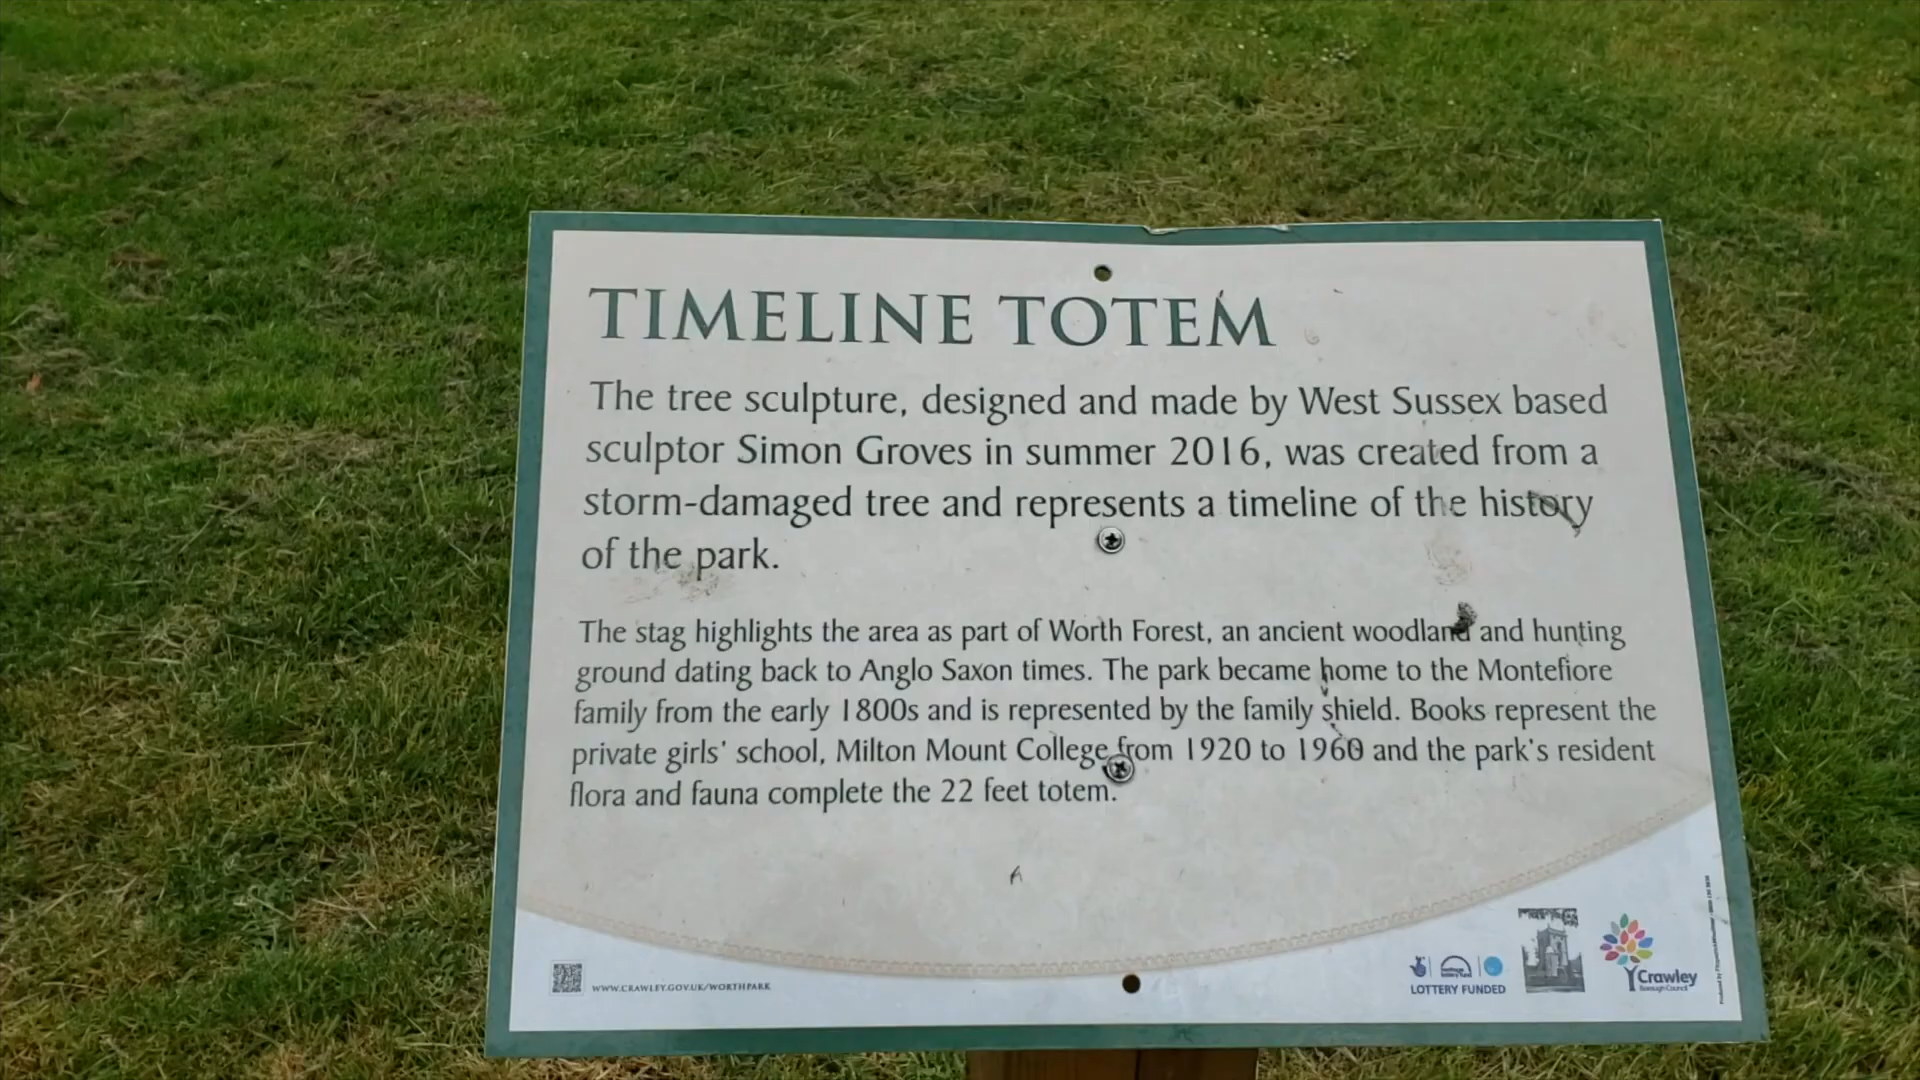 TIMELINE TOTEM
The tree sculpture, designed and made by West Sussex based
sculptor Simon Groves in summer 2016, was created from a
storm-damaged tree and represents a timeline of the history
of the park.
The stag highlights the area as part of Worth Forest, an ancient woodland and hunting
ground dating back to Anglo Saxon times. The park became home to the Montefiore
family from the early 1800s and is represented by the family shield. Books represent the
private girls' school, Milton Mount College from 1920 to 1960 and the park's resident
flora and fauna complete the 22 feet totem.
WWW.CRAWLEY.GOV.UK/WORTHPARK
LOTTERY FUNDED
Crawley
Borough Council